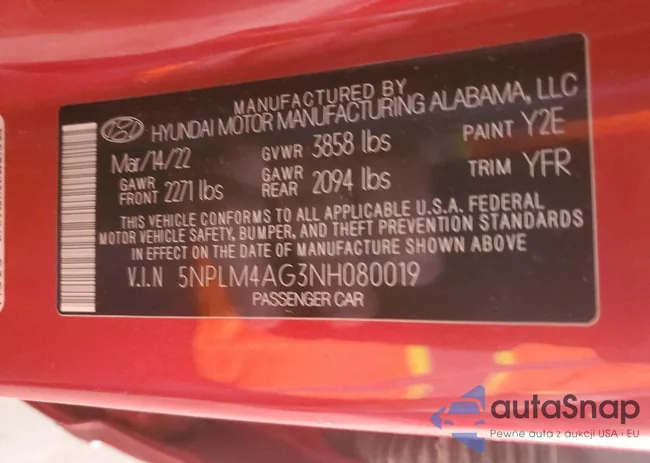 MANUFACTURED BY
HYUNDAI MOTOR MANUFACTURING ALABAMA, LLC
Mar/14/22 GVWR 3858 lbs PAINT Y2E
GAWR FRONT 2271 lbs GAWR REAR 2094 lbs TRIM YFR
THIS VEHICLE CONFORMS TO ALL APPLICABLE U.S.A. FEDERAL
MOTOR VEHICLE SAFETY, BUMPER, AND THEFT PREVENTION STANDARDS
IN EFFECT ON THE DATE OF MANUFACTURE SHOWN ABOVE
V.I.N 5NPLM4AG3NH080019
PASSENGER CAR
autaSnap
Pewne auta z aukcji USA i EU